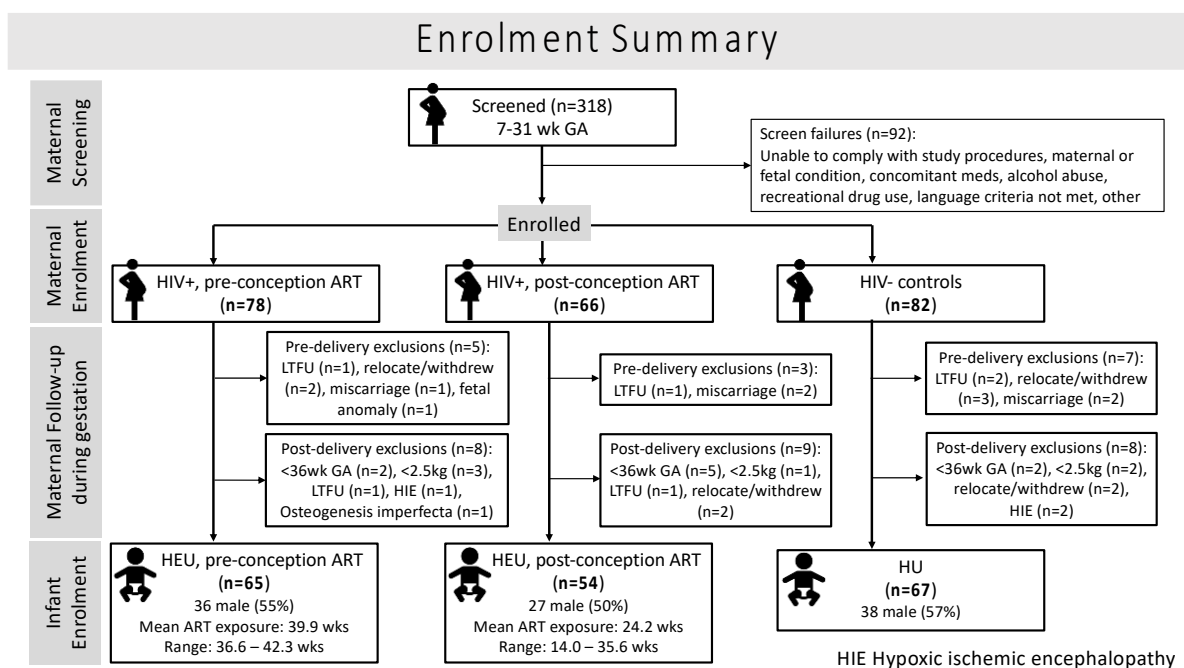 Enrolment Summary
Maternal
Screening
Screened (n=318)
7-31 wk GA
Screen failures (n=92):
Unable to comply with study procedures, maternal or
fetal condition, concomitant meds, alcohol abuse,
recreational drug use, language criteria not met, other
Maternal
Enrolment
Enrolled
HIV+, pre-conception ART
(n=78)
HIV+, post-conception ART
(n=66)
HIV- controls
(n=82)
Maternal Follow-up
during gestation
Pre-delivery exclusions (n=5):
LTFU (n=1), relocate/withdrew
(n=2), miscarriage (n=1), fetal
anomaly (n=1)
Pre-delivery exclusions (n=3):
LTFU (n=1), miscarriage (n=2)
Pre-delivery exclusions (n=7):
LTFU (n=2), relocate/withdrew
(n=3), miscarriage (n=2)
Post-delivery exclusions (n=8):
<36wk GA (n=2), <2.5kg (n=3),
LTFU (n=1), HIE (n=1),
Osteogenesis imperfecta (n=1)
Post-delivery exclusions (n=9):
<36wk GA (n=5), <2.5kg (n=1),
LTFU (n=1), relocate/withdrew
(n=2)
Post-delivery exclusions (n=8):
<36wk GA (n=2), <2.5kg (n=2),
relocate/withdrew (n=2),
HIE (n=2)
Infant
Enrolment
HEU, pre-conception ART
(n=65)
36 male (55%)
Mean ART exposure: 39.9 wks
Range: 36.6 – 42.3 wks
HEU, post-conception ART
(n=54)
27 male (50%)
Mean ART exposure: 24.2 wks
Range: 14.0 – 35.6 wks
HU
(n=67)
38 male (57%)
HIE Hypoxic ischemic encephalopathy